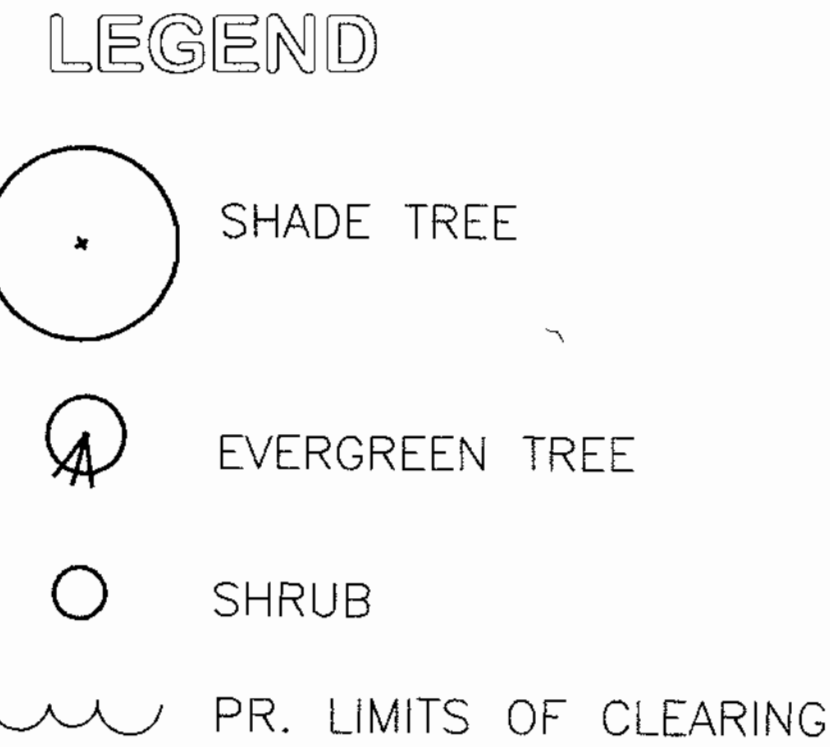 LEGEND
SHADE TREE
EVERGREEN TREE
SHRUB
PR. LIMITS OF CLEARING